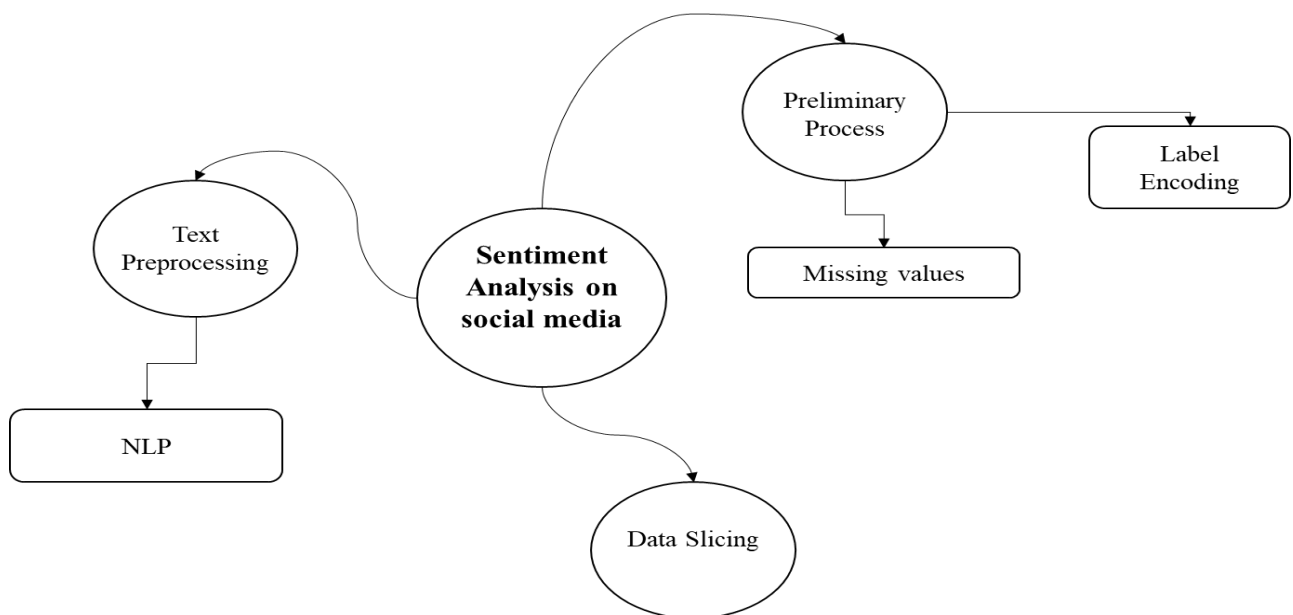 Preliminary
Process
Label
Encoding
Text
Preprocessing
Sentiment
Analysis on
social media
Missing values
NLP
Data Slicing